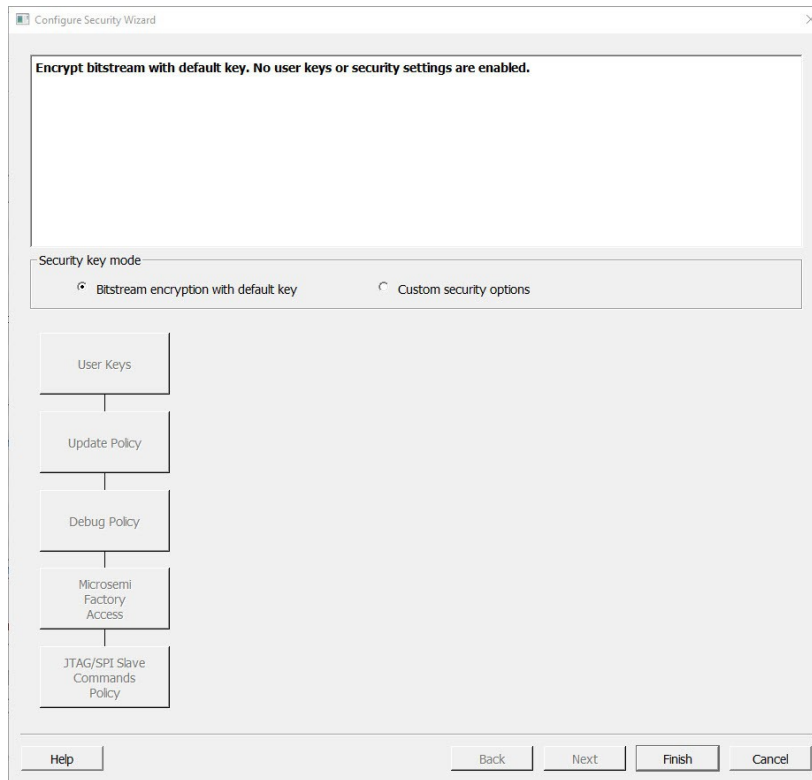 Configure Security Wizard
Encrypt bitstream with default key. No user keys or security settings are enabled.
Security key mode
Bitstream encryption with default key
Custom security options
User Keys
Update Policy
Debug Policy
Microsemi
Factory
Access
JTAG/SPI Slave
Commands
Policy
Help
Back
Next
Finish
Cancel